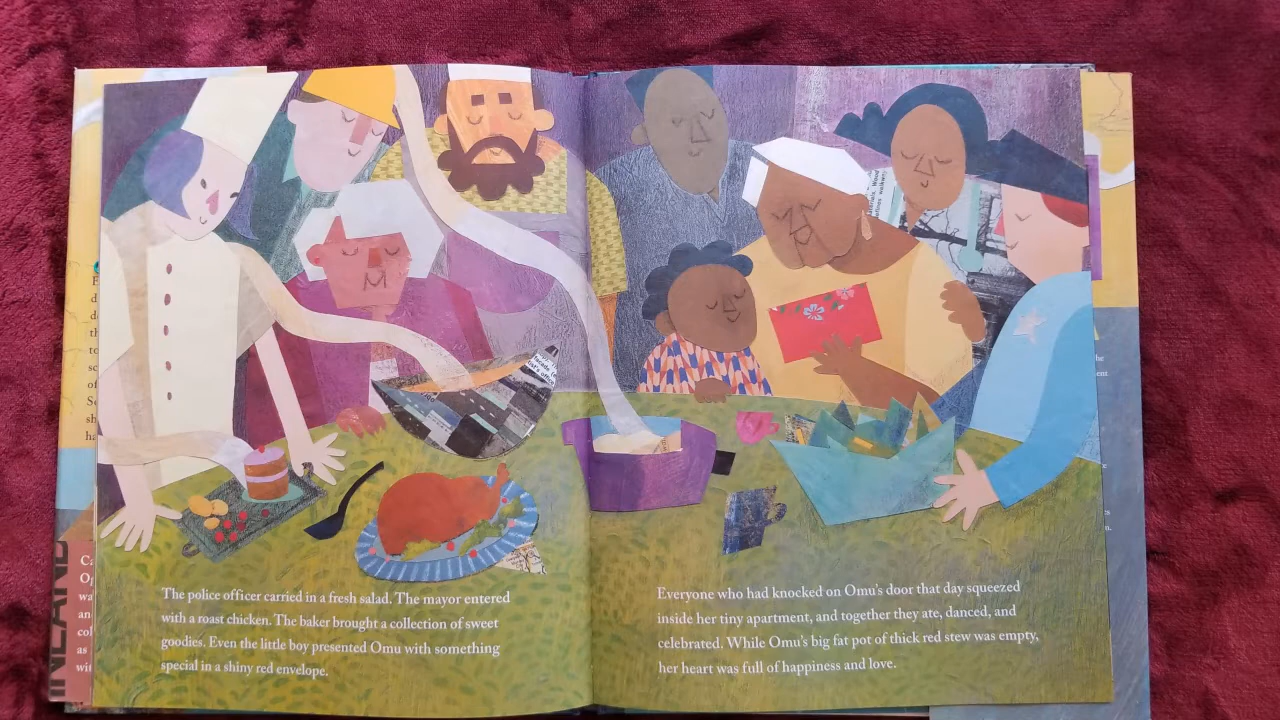 The police officer carried in a fresh salad. The mayor entered
with a roast chicken. The baker brought a collection of sweet
goodies. Even the little boy presented Omu with something
special in a shiny red envelope.
Everyone who had knocked on Omu's door that day squeezed
inside her tiny apartment, and together they ate, danced, and
celebrated. While Omu's big fat pot of thick red stew was empty,
her heart was full of happiness and love.